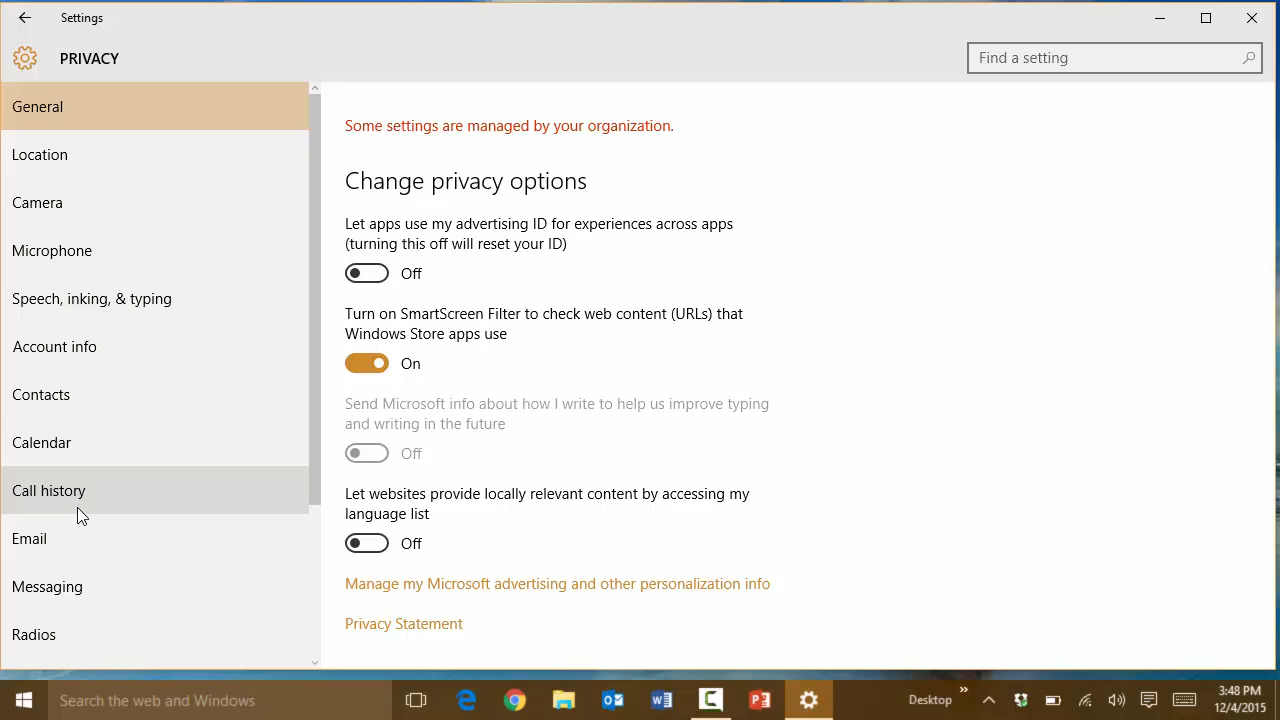 Settings
PRIVACY
Find a setting
General
Location
Camera
Microphone
Speech, inking, & typing
Account info
Contacts
Calendar
Call history
Email
Messaging
Radios
Some settings are managed by your organization.
Change privacy options
Let apps use my advertising ID for experiences across apps
(turning this off will reset your ID)
Off
Turn on SmartScreen Filter to check web content (URLs) that
Windows Store apps use
On
Send Microsoft info about how I write to help us improve typing
and writing in the future
Off
Let websites provide locally relevant content by accessing my
language list
Off
Manage my Microsoft advertising and other personalization info
Privacy Statement
Search the web and Windows
Desktop
3:48 PM
12/4/2015